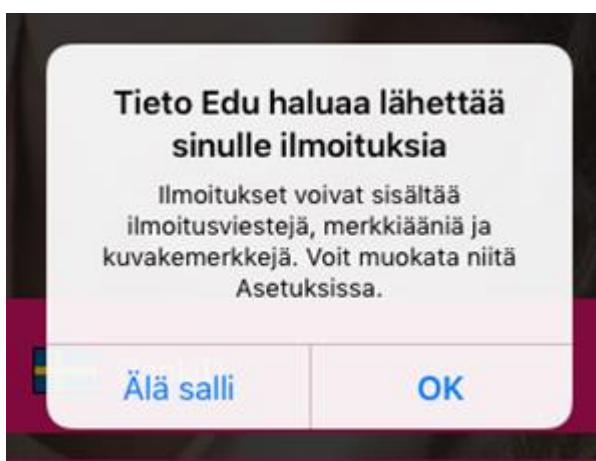 Tieto Edu haluaa lähettää
sinulle ilmoituksia
Ilmoitukset voivat sisältää
ilmoitusviestejä, merkkiääniä ja
kuvakemerkkejä. Voit muokata niitä
Asetuksissa.
Älä salli
OK